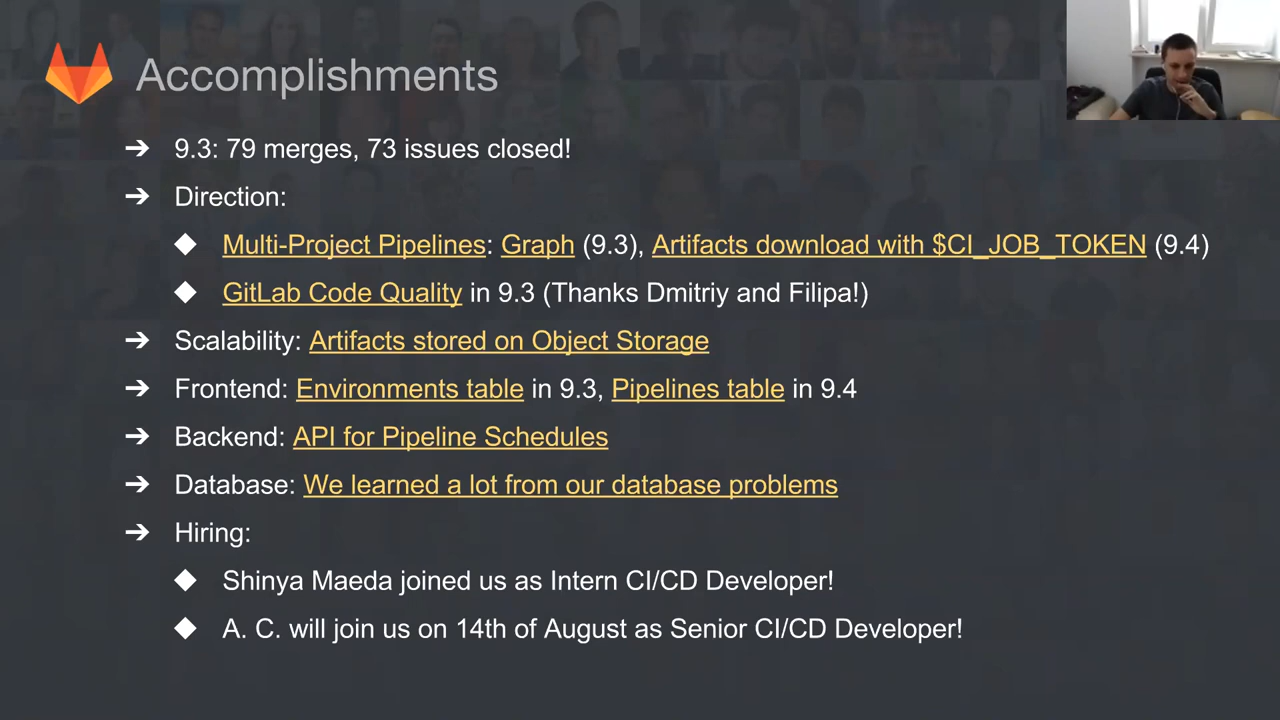 Accomplishments
➔ 9.3: 79 merges, 73 issues closed!
➔ Direction:
◆ Multi-Project Pipelines: Graph (9.3), Artifacts download with $CI_JOB_TOKEN (9.4)
◆ GitLab Code Quality in 9.3 (Thanks Dmitriy and Filipa!)
➔ Scalability: Artifacts stored on Object Storage
➔ Frontend: Environments table in 9.3, Pipelines table in 9.4
➔ Backend: API for Pipeline Schedules
➔ Database: We learned a lot from our database problems
➔ Hiring:
◆ Shinya Maeda joined us as Intern CI/CD Developer!
◆ A. C. will join us on 14th of August as Senior CI/CD Developer!